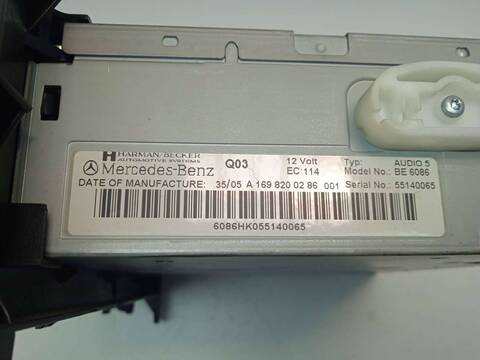 HARMAN/BECKER
AUTOMOTIVE SYSTEMS
Mercedes-Benz Q03 12 Volt Typ: AUDIO 5
EC:114 Model No.: BE 6086
DATE OF MANUFACTURE: 35/05 A 169 820 02 86 001 Serial No.: 55140065
6086HK055140065